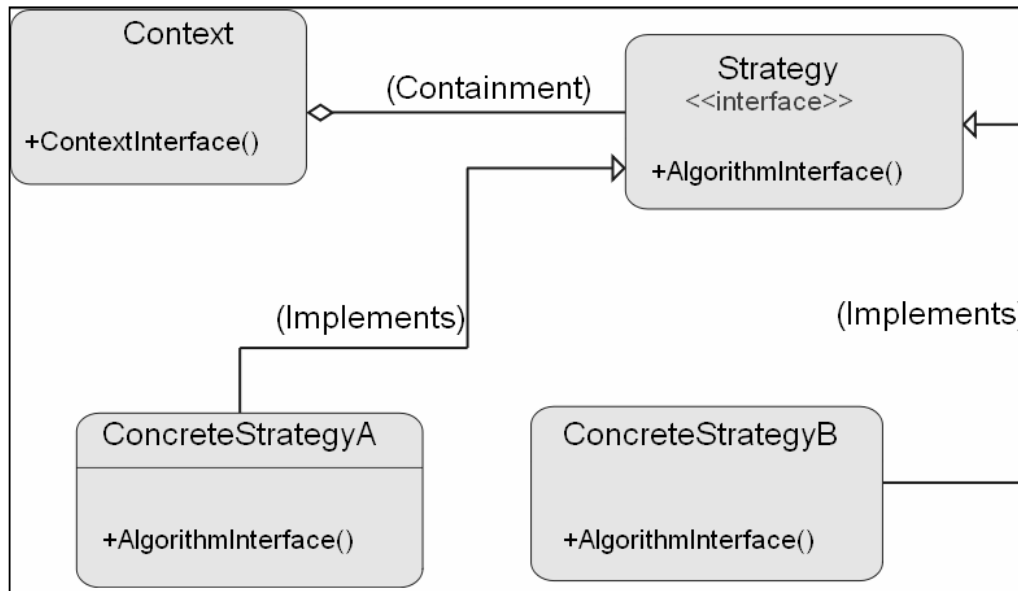 Context
+ContextInterface()
(Containment)
Strategy
<<interface>>
+AlgorithmInterface()
(Implements)
(Implements)
ConcreteStrategyA
+AlgorithmInterface()
ConcreteStrategyB
+AlgorithmInterface()